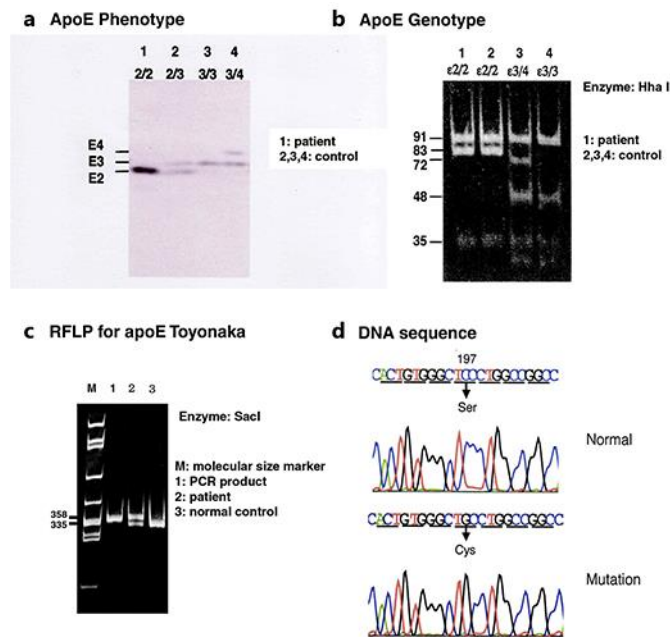 a ApoE Phenotype
1 2 3 4
2/2 2/3 3/3 3/4
E4
E3
E2
1: patient
2,3,4: control
b ApoE Genotype
1 2 3 4
ε2/2 ε2/2 ε3/4 ε3/3
Enzyme: Hha I
91
83
72
48
35
1: patient
2,3,4: control
c RFLP for apoE Toyonaka
M 1 2 3
Enzyme: SacI
M: molecular size marker
1: PCR product
2: patient
3: normal control
358
335
d DNA sequence
197
CACTGTGGGCTCCCTGGCCGGCC
Ser
Normal
CACTGTGGGCTGCCTGGCCGGCC
Cys
Mutation